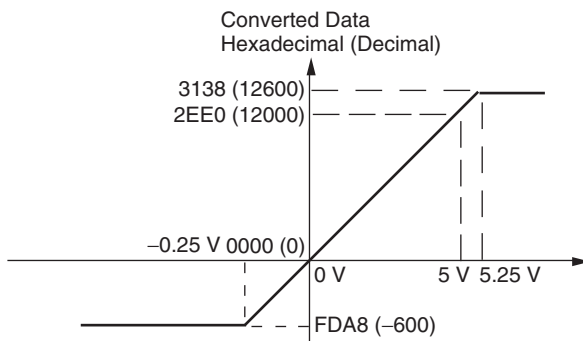 Converted Data
Hexadecimal (Decimal)
3138 (12600)
2EE0 (12000)
−0.25 V 0000 (0)
0 V 5 V 5.25 V
FDA8 (−600)